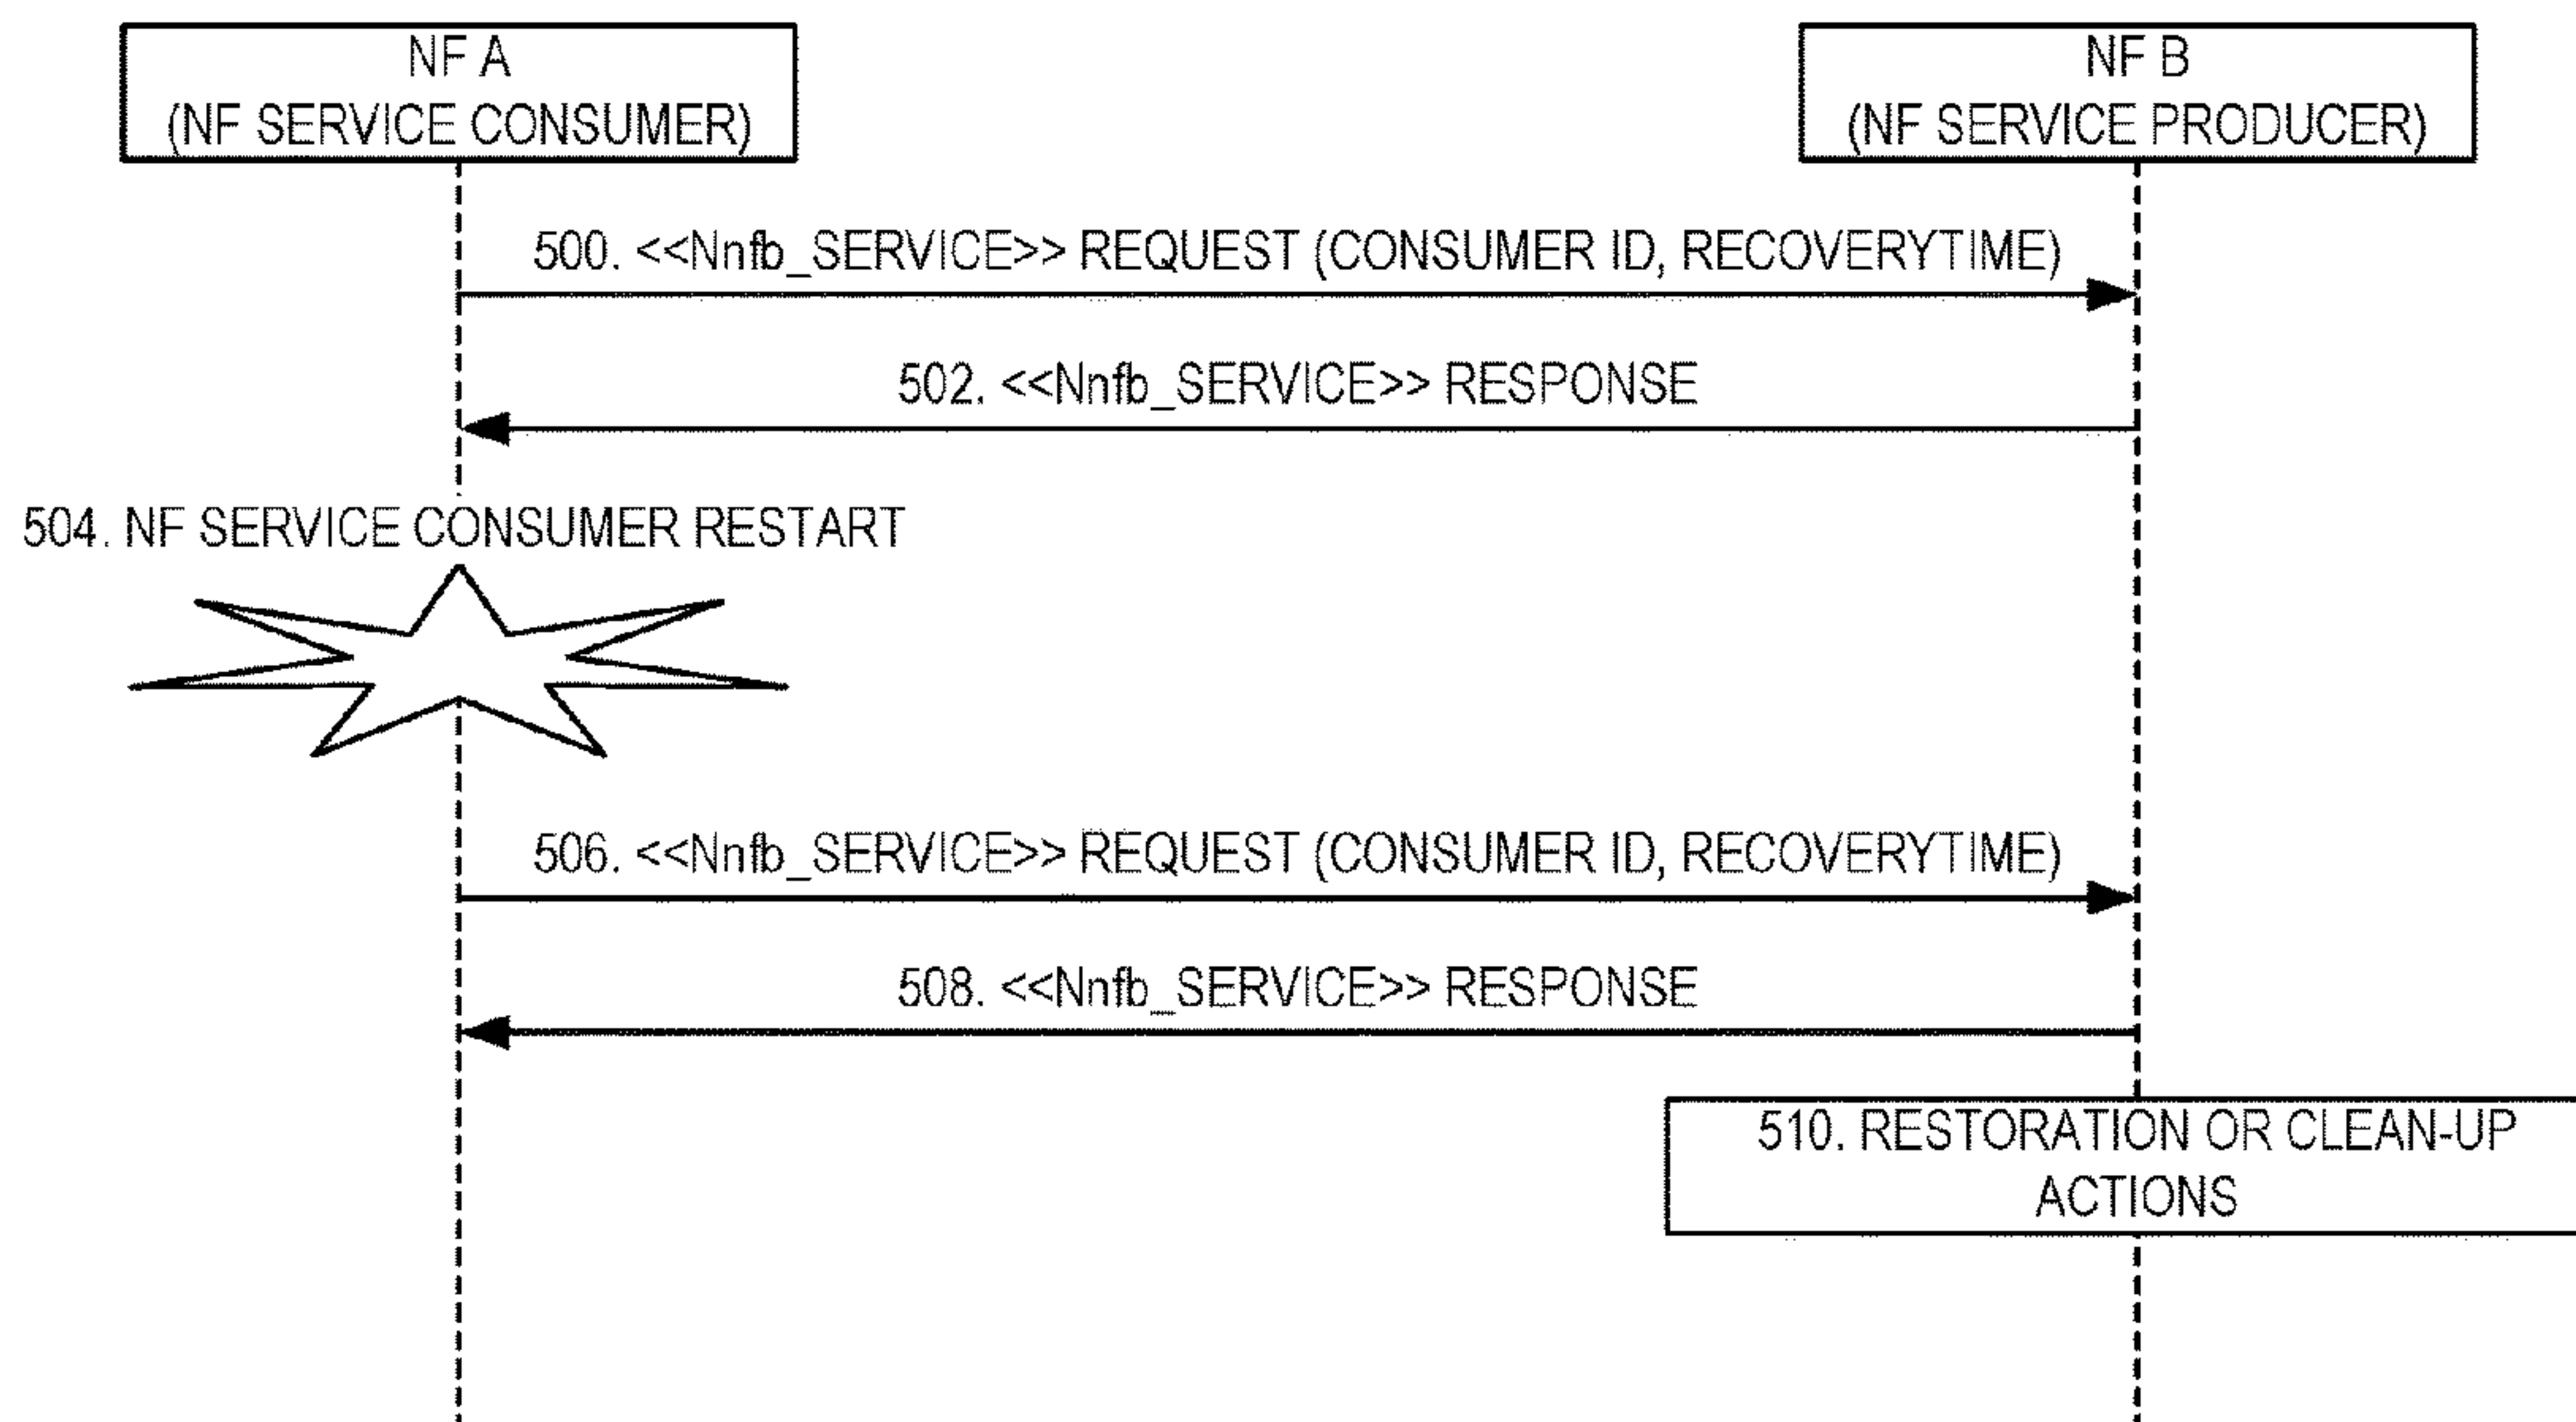 NF A
(NF SERVICE CONSUMER)
NF B
(NF SERVICE PRODUCER)
500. <<Nnfb_SERVICE>> REQUEST (CONSUMER ID, RECOVERYTIME)
502. <<Nnfb_SERVICE>> RESPONSE
504. NF SERVICE CONSUMER RESTART
506. <<Nnfb_SERVICE>> REQUEST (CONSUMER ID, RECOVERYTIME)
508. <<Nnfb_SERVICE>> RESPONSE
510. RESTORATION OR CLEAN-UP
ACTIONS